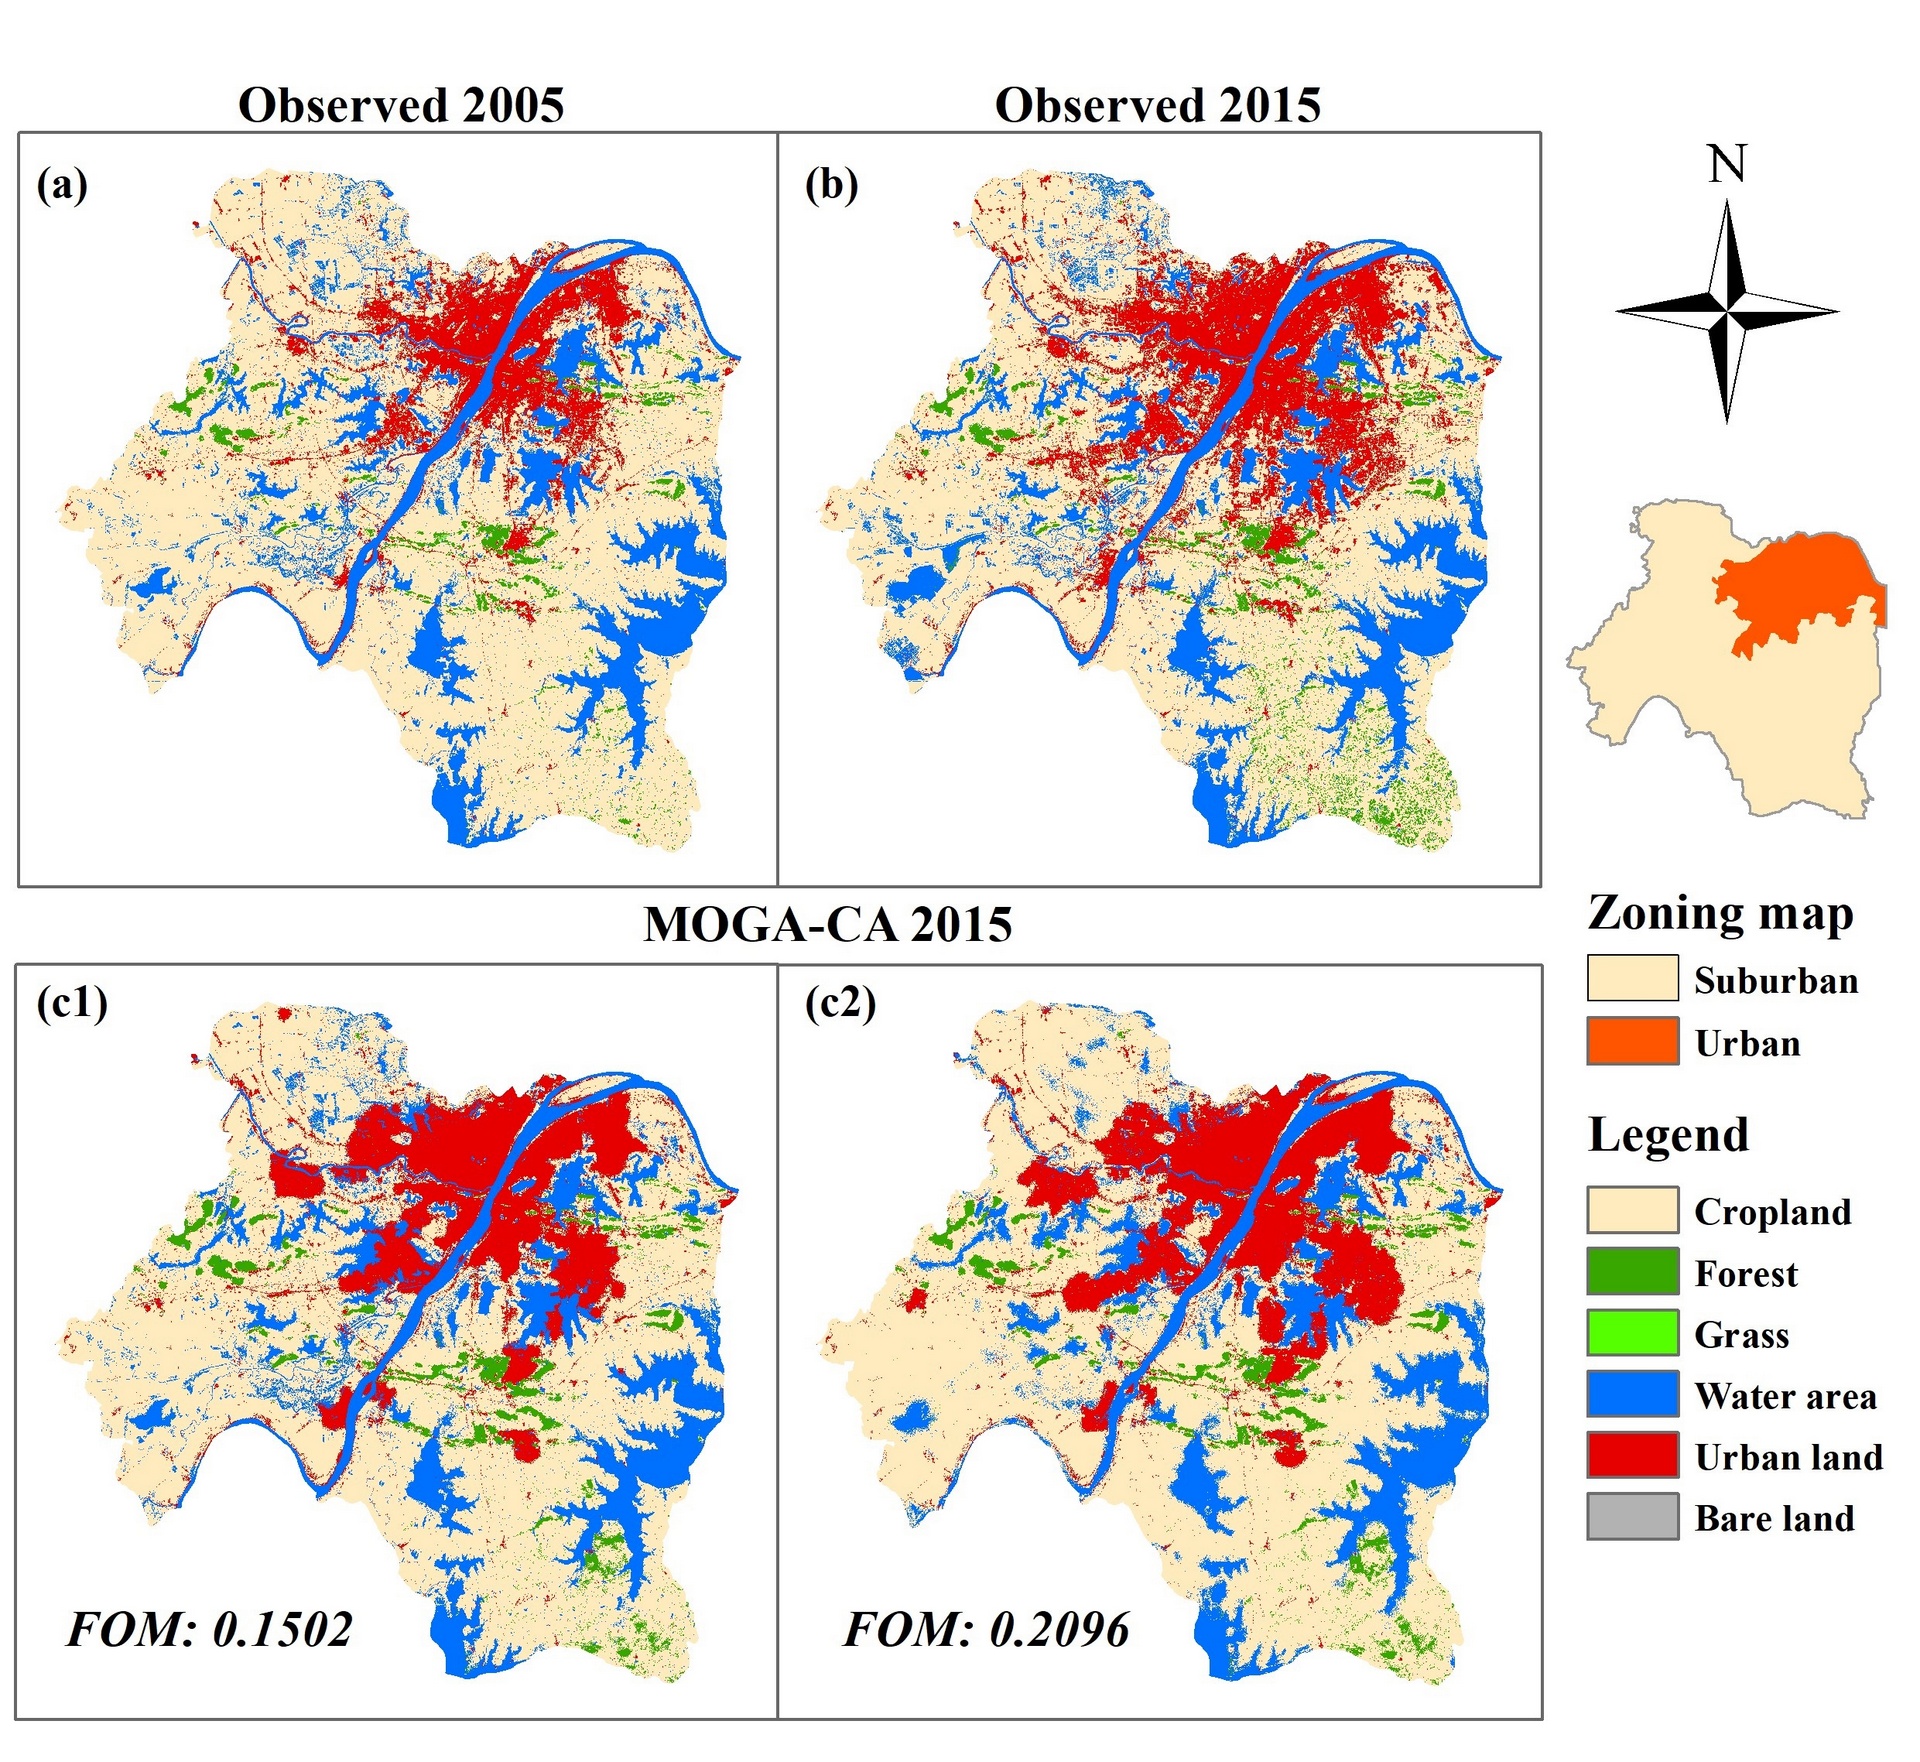 Observed 2005
Observed 2015
(a)
(b)
N
MOGA-CA 2015
Zoning map
Suburban
Urban
(c1)
(c2)
Legend
Cropland
Forest
Grass
Water area
Urban land
Bare land
FOM: 0.1502
FOM: 0.2096